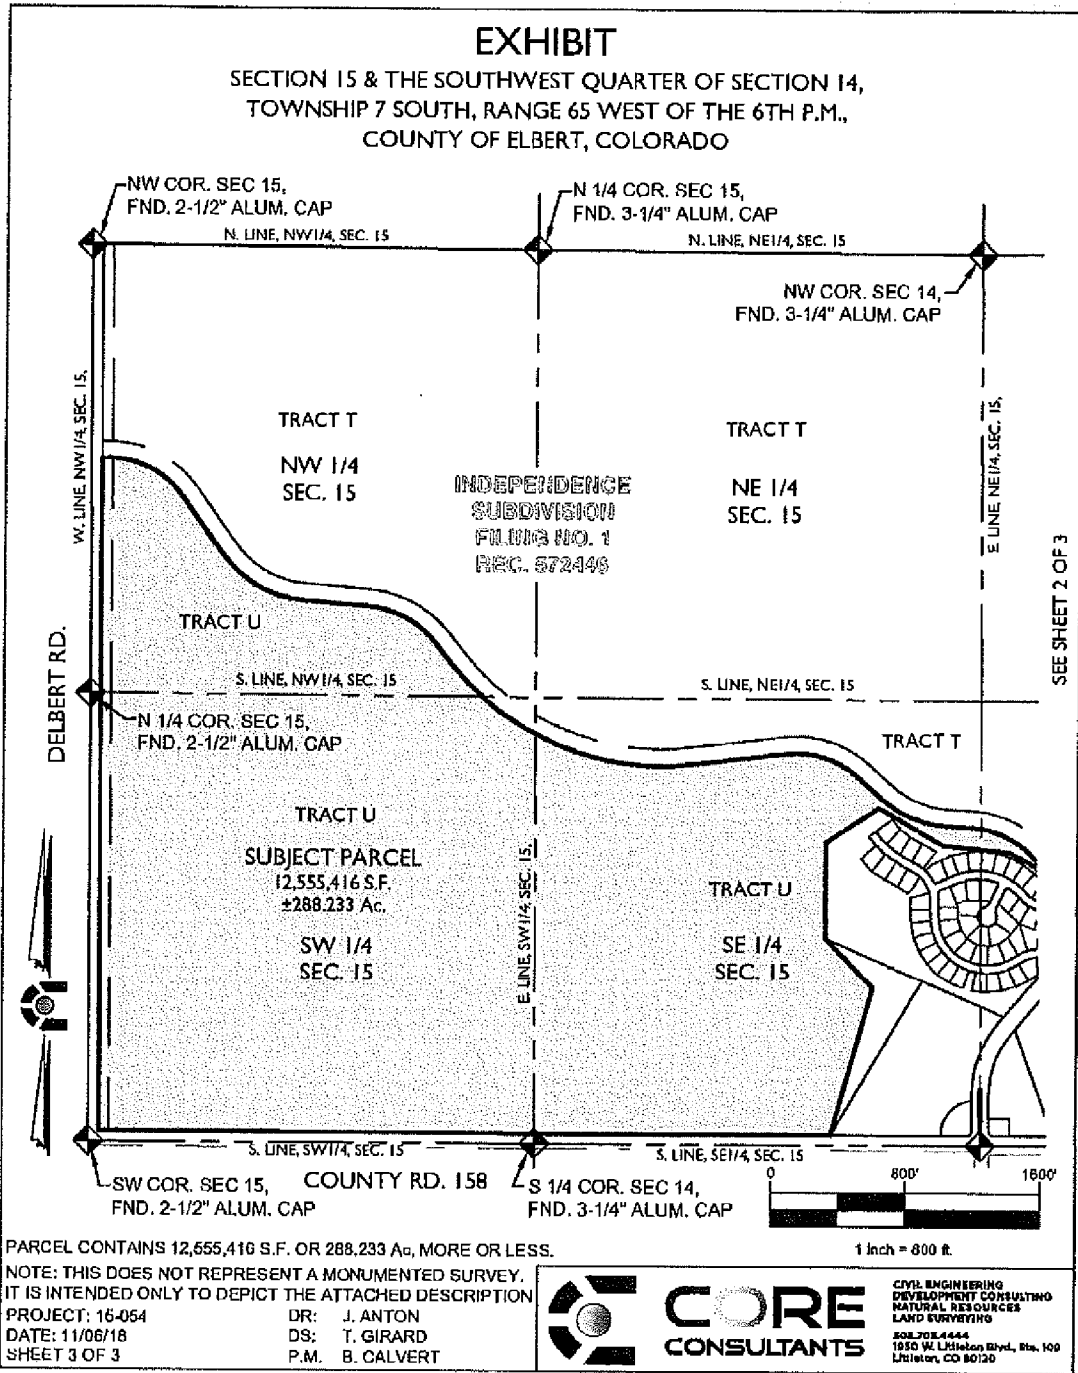 EXHIBIT
SECTION 15 & THE SOUTHWEST QUARTER OF SECTION 14,
TOWNSHIP 7 SOUTH, RANGE 65 WEST OF THE 6TH P.M.,
COUNTY OF ELBERT, COLORADO
NW COR. SEC 15,
FND. 2-1/2" ALUM. CAP
N 1/4 COR. SEC 15,
FND. 3-1/4" ALUM. CAP
N. LINE, NW1/4, SEC. 15
N. LINE, NE1/4, SEC. 15
NW COR. SEC 14,
FND. 3-1/4" ALUM. CAP
W. LINE, NW1/4, SEC. 15,
E. LINE, NE1/4, SEC. 15,
TRACT T
NW 1/4
SEC. 15
TRACT T
NE 1/4
SEC. 15
INDEPENDENCE
SUBDIVISION
FILING NO. 1
REC. 572446
SEE SHEET 2 OF 3
TRACT U
DELBERT RD.
S. LINE, NW1/4, SEC. 15
S. LINE, NE1/4, SEC. 15
N 1/4 COR. SEC 15,
FND. 2-1/2" ALUM. CAP
TRACT T
TRACT U
SUBJECT PARCEL
12,555,416 S.F.
±288.233 Ac.
SW 1/4
SEC. 15
E. LINE, SW1/4, SEC. 15,
TRACT U
SE 1/4
SEC. 15
S. LINE, SW1/4, SEC. 15
S. LINE, SE1/4, SEC. 15
SW COR. SEC 15,
FND. 2-1/2" ALUM. CAP
COUNTY RD. 158
S 1/4 COR. SEC 14,
FND. 3-1/4" ALUM. CAP
0 800' 1600'
1 inch = 800 ft.
PARCEL CONTAINS 12,555,416 S.F. OR 288.233 Ac, MORE OR LESS.
NOTE: THIS DOES NOT REPRESENT A MONUMENTED SURVEY.
IT IS INTENDED ONLY TO DEPICT THE ATTACHED DESCRIPTION
PROJECT: 16-054 DR: J. ANTON
DATE: 11/06/18 DS: T. GIRARD
SHEET 3 OF 3 P.M. B. CALVERT
CORE
CONSULTANTS
CIVIL ENGINEERING
DEVELOPMENT CONSULTING
NATURAL RESOURCES
LAND SURVEYING
303.703.4444
1950 W. Littleton Blvd., Ste. 109
Littleton, CO 80120